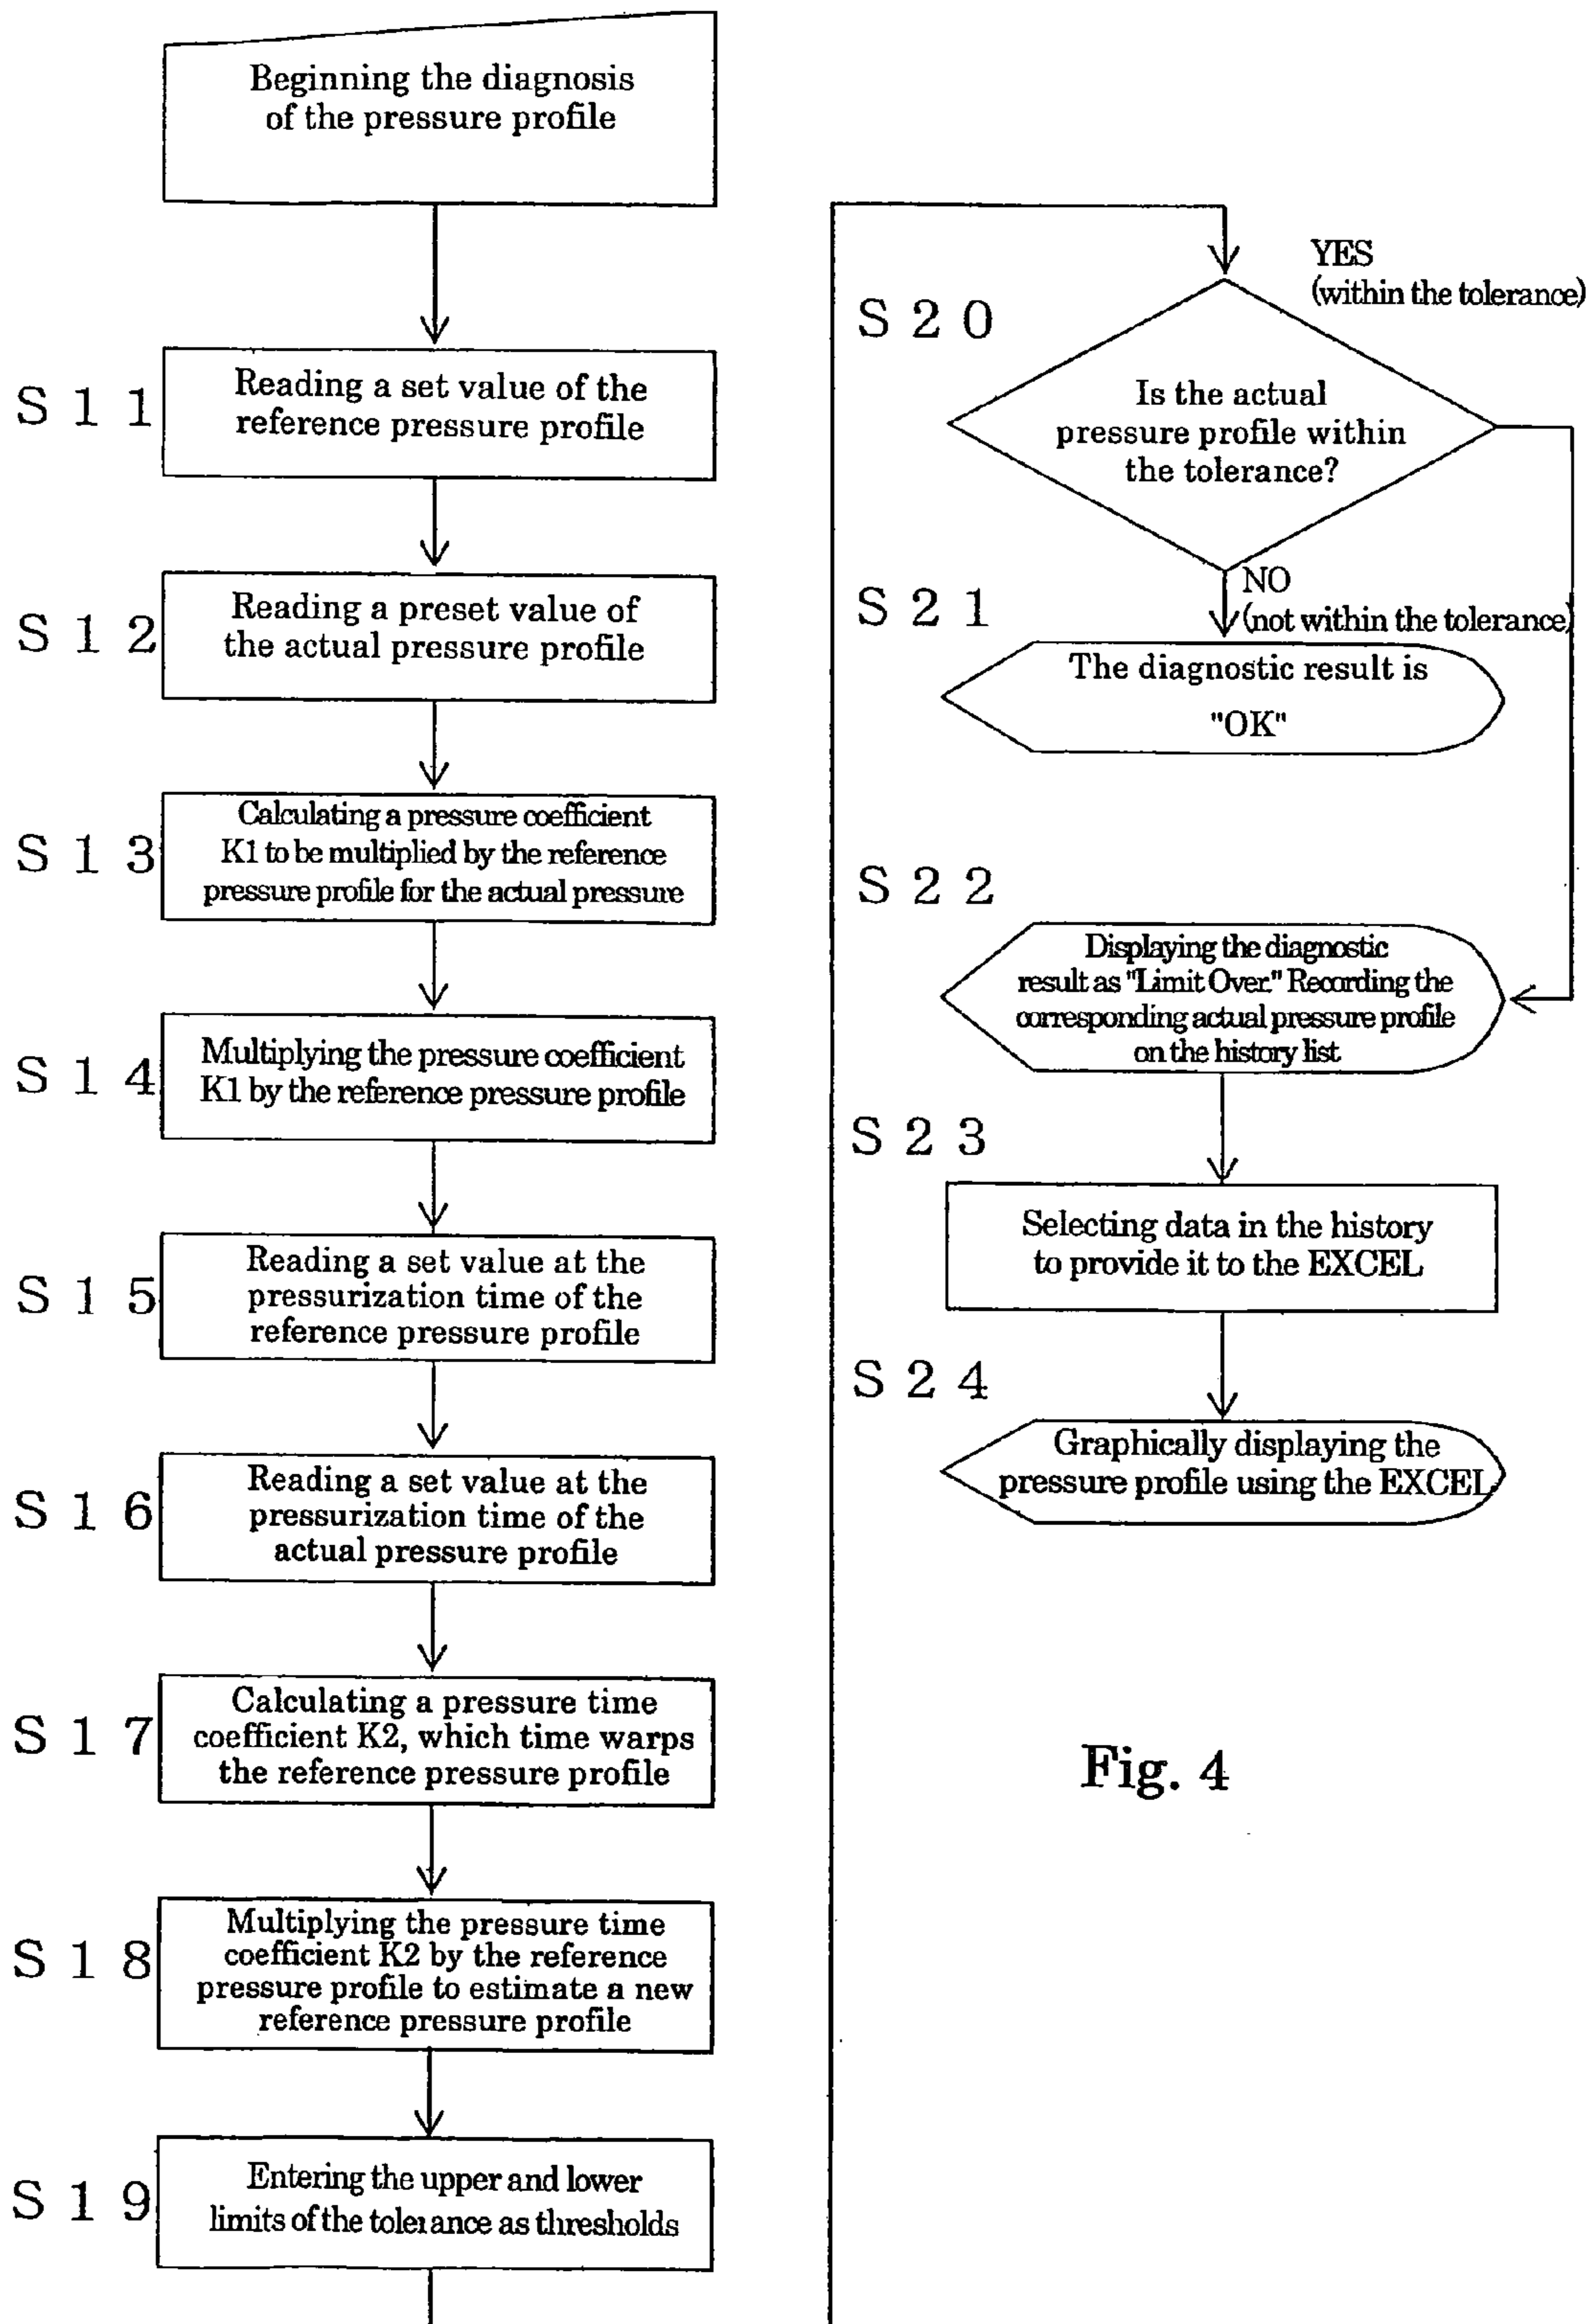 Beginning the diagnosis
of the pressure profile
S 1 1
Reading a set value of the
reference pressure profile
S 1 2
Reading a preset value of
the actual pressure profile
S 1 3
Calculating a pressure coefficient
K1 to be multiplied by the reference
pressure profile for the actual pressure
S 1 4
Multiplying the pressure coefficient
K1 by the reference pressure profile
S 1 5
Reading a set value at the
pressurization time of the
reference pressure profile
S 1 6
Reading a set value at the
pressurization time of the
actual pressure profile
S 1 7
Calculating a pressure time
coefficient K2, which time warps
the reference pressure profile
S 1 8
Multiplying the pressure time
coefficient K2 by the reference
pressure profile to estimate a new
reference pressure profile
S 1 9
Entering the upper and lower
limits of the tolerance as thresholds
YES
(within the tolerance)
S 2 0
Is the actual
pressure profile within
the tolerance?
NO
(not within the tolerance)
S 2 1
The diagnostic result is
"OK"
S 2 2
Displaying the diagnostic
result as "Limit Over." Recording the
corresponding actual pressure profile
on the history list
S 2 3
Selecting data in the history
to provide it to the EXCEL
S 2 4
Graphically displaying the
pressure profile using the EXCEL
Fig. 4